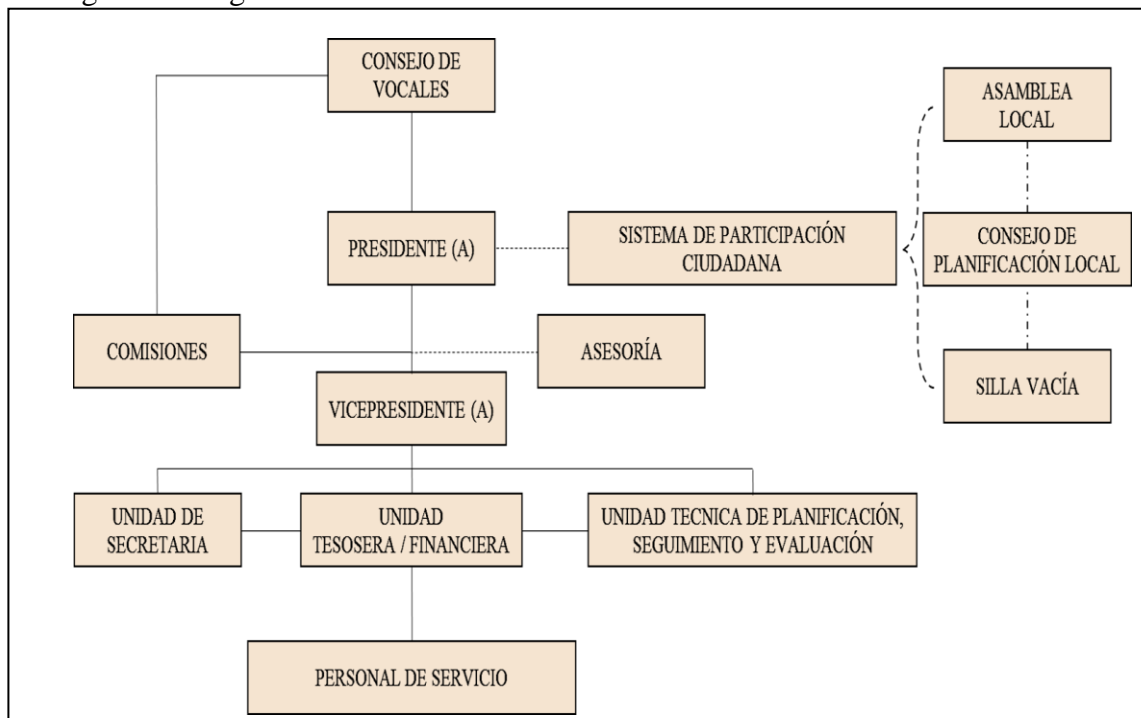 CONSEJO DE
VOCALES
ASAMBLEA
LOCAL
PRESIDENTE (A)
SISTEMA DE PARTICIPACIÓN
CIUDADANA
CONSEJO DE
PLANIFICACIÓN LOCAL
COMISIONES
ASESORÍA
SILLA VACÍA
VICEPRESIDENTE (A)
UNIDAD DE
SECRETARIA
UNIDAD
TESOSERA / FINANCIERA
UNIDAD TECNICA DE PLANIFICACIÓN,
SEGUIMIENTO Y EVALUACIÓN
PERSONAL DE SERVICIO